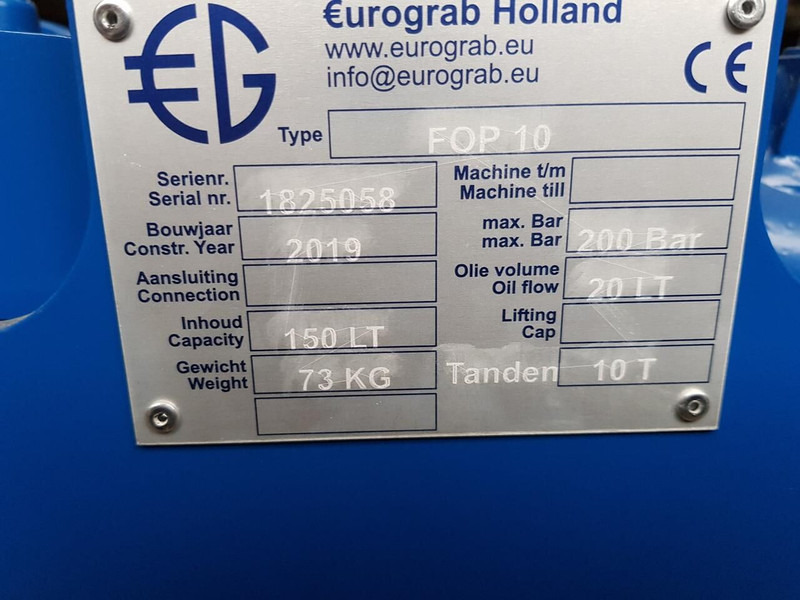 EG
€urograb Holland
www.eurograb.eu
info@eurograb.eu
CE
Type FOP 10
Serienr.
Serial nr. 1825058
Machine t/m
Machine till
Bouwjaar
Constr. Year 2019
max. Bar
max. Bar 200 Bar
Aansluiting
Connection
Olie volume
Oil flow 20 LT
Inhoud
Capacity 150 LT
Lifting
Cap
Gewicht
Weight 73 KG
Tanden 10 T